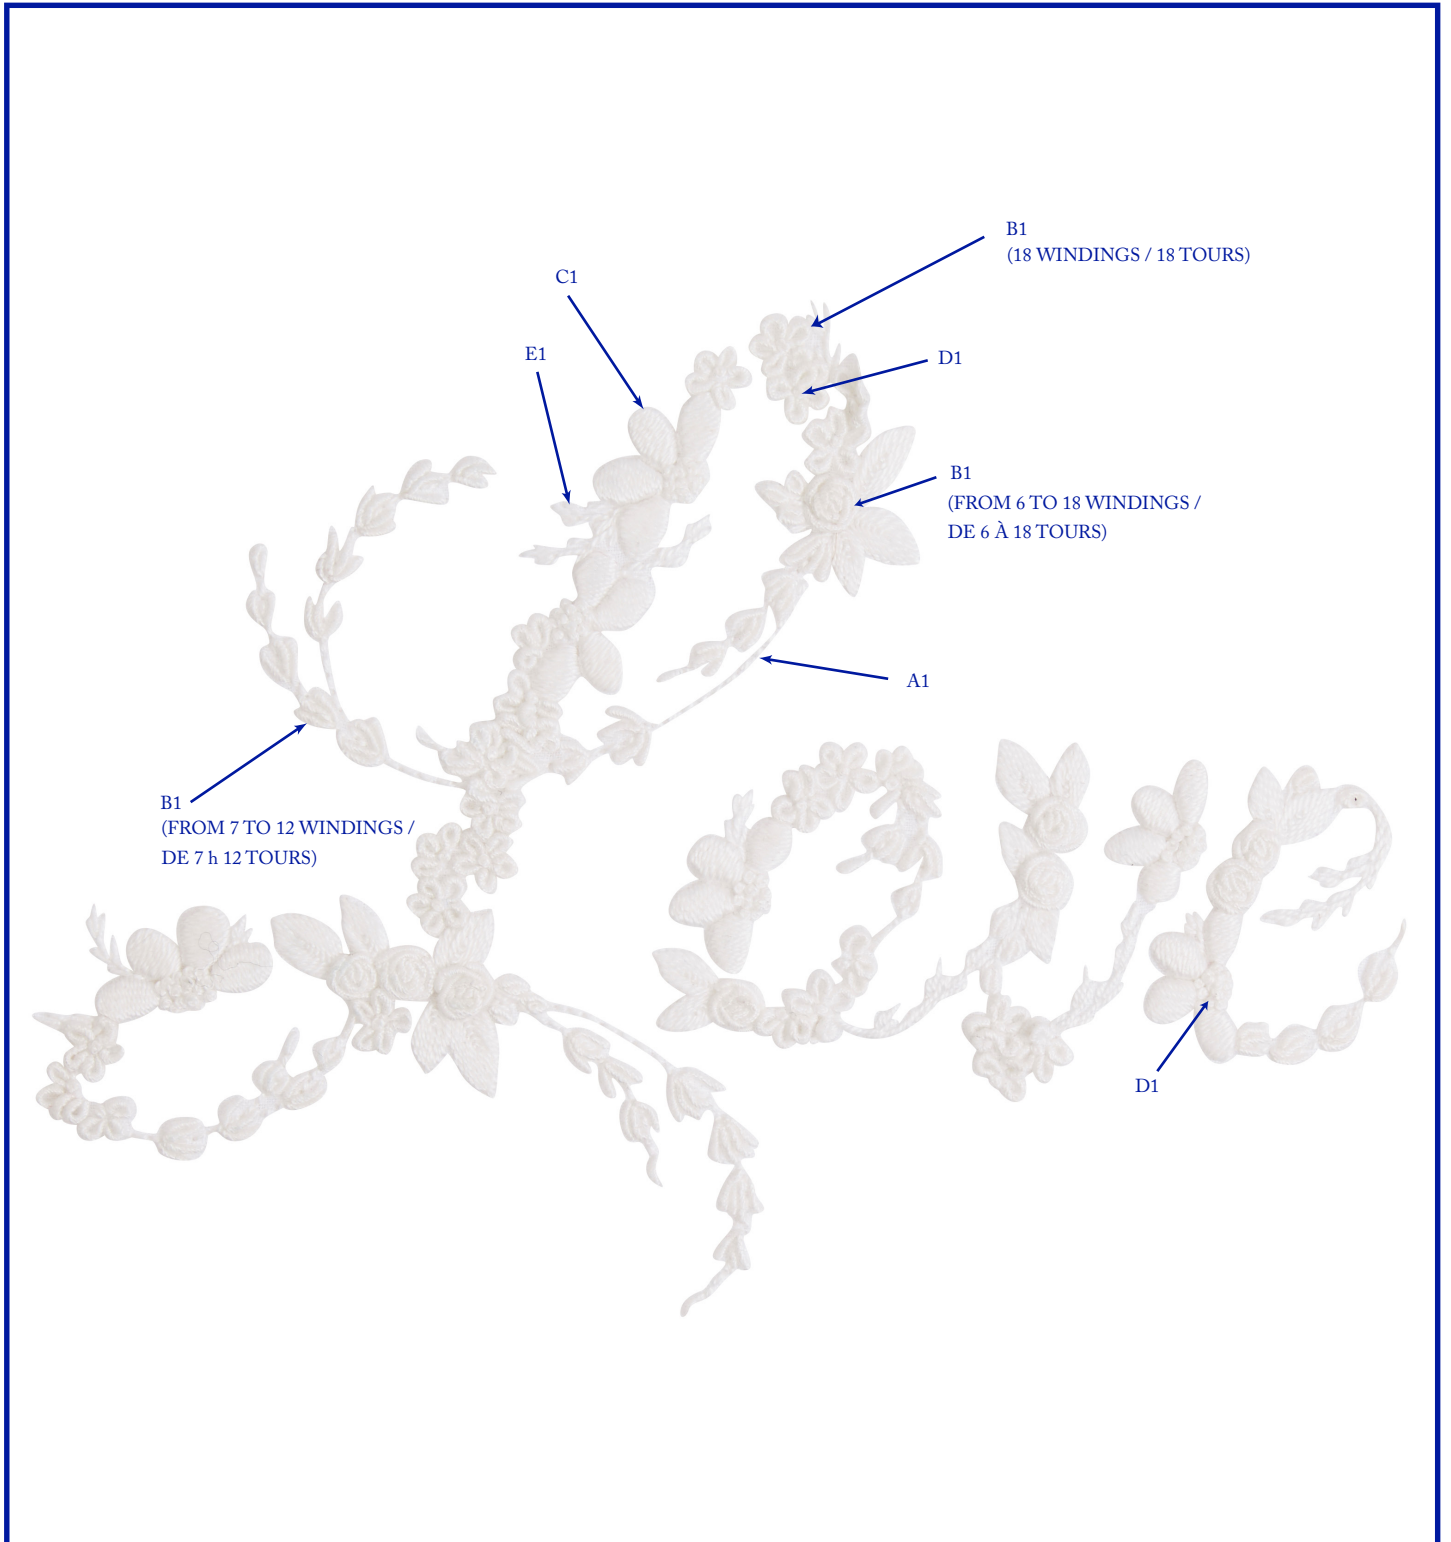 B1
(18 WINDINGS / 18 TOURS)
C1
E1
D1
B1
(FROM 6 TO 18 WINDINGS /
DE 6 À 18 TOURS)
A1
B1
(FROM 7 TO 12 WINDINGS /
DE 7 h 12 TOURS)
Love
D1